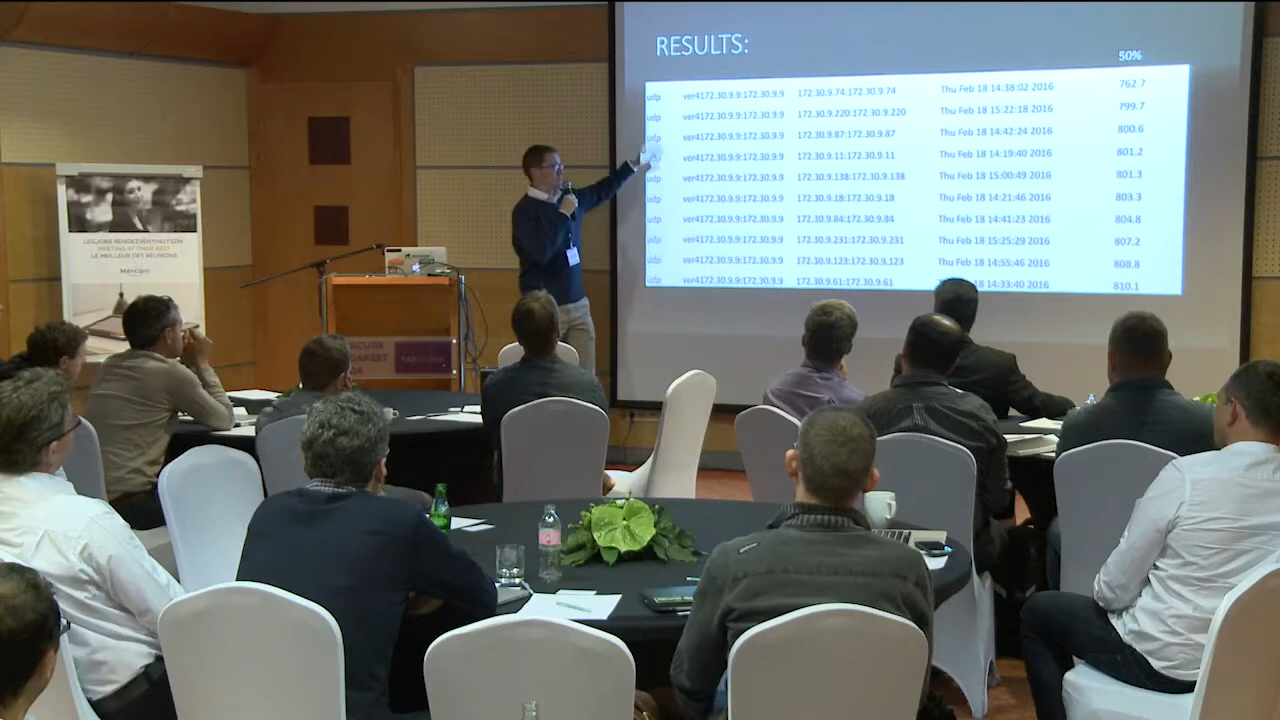 RESULTS:
50%
udp ver4172.30.9.9:172.30.9.9 172.30.9.74:172.30.9.74 Thu Feb 18 14:38:02 2016 762.7
udp ver4172.30.9.9:172.30.9.9 172.30.9.220:172.30.9.220 Thu Feb 18 15:22:18 2016 799.7
udp ver4172.30.9.9:172.30.9.9 172.30.9.87:172.30.9.87 Thu Feb 18 14:42:24 2016 800.6
udp ver4172.30.9.9:172.30.9.9 172.30.9.11:172.30.9.11 Thu Feb 18 14:19:40 2016 801.2
udp ver4172.30.9.9:172.30.9.9 172.30.9.138:172.30.9.138 Thu Feb 18 15:00:49 2016 801.3
udp ver4172.30.9.9:172.30.9.9 172.30.9.18:172.30.9.18 Thu Feb 18 14:21:46 2016 803.3
udp ver4172.30.9.9:172.30.9.9 172.30.9.84:172.30.9.84 Thu Feb 18 14:41:23 2016 804.8
udp ver4172.30.9.9:172.30.9.9 172.30.9.231:172.30.9.231 Thu Feb 18 15:25:29 2016 807.2
udp ver4172.30.9.9:172.30.9.9 172.30.9.123:172.30.9.123 Thu Feb 18 14:55:46 2016 808.8
udp ver4172.30.9.9:172.30.9.9 172.30.9.61:172.30.9.61 18 14:33:40 2016 810.1
LEGJOBB RENDEZVÉNYHELYSZÍN
MEETING AT THEIR BEST
LE MEILLEUR DES RÉUNIONS
Mercure